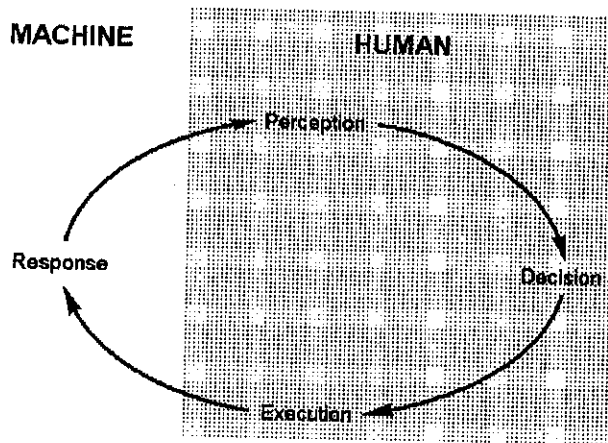 MACHINE
HUMAN
Perception
Response
Decision
Execution